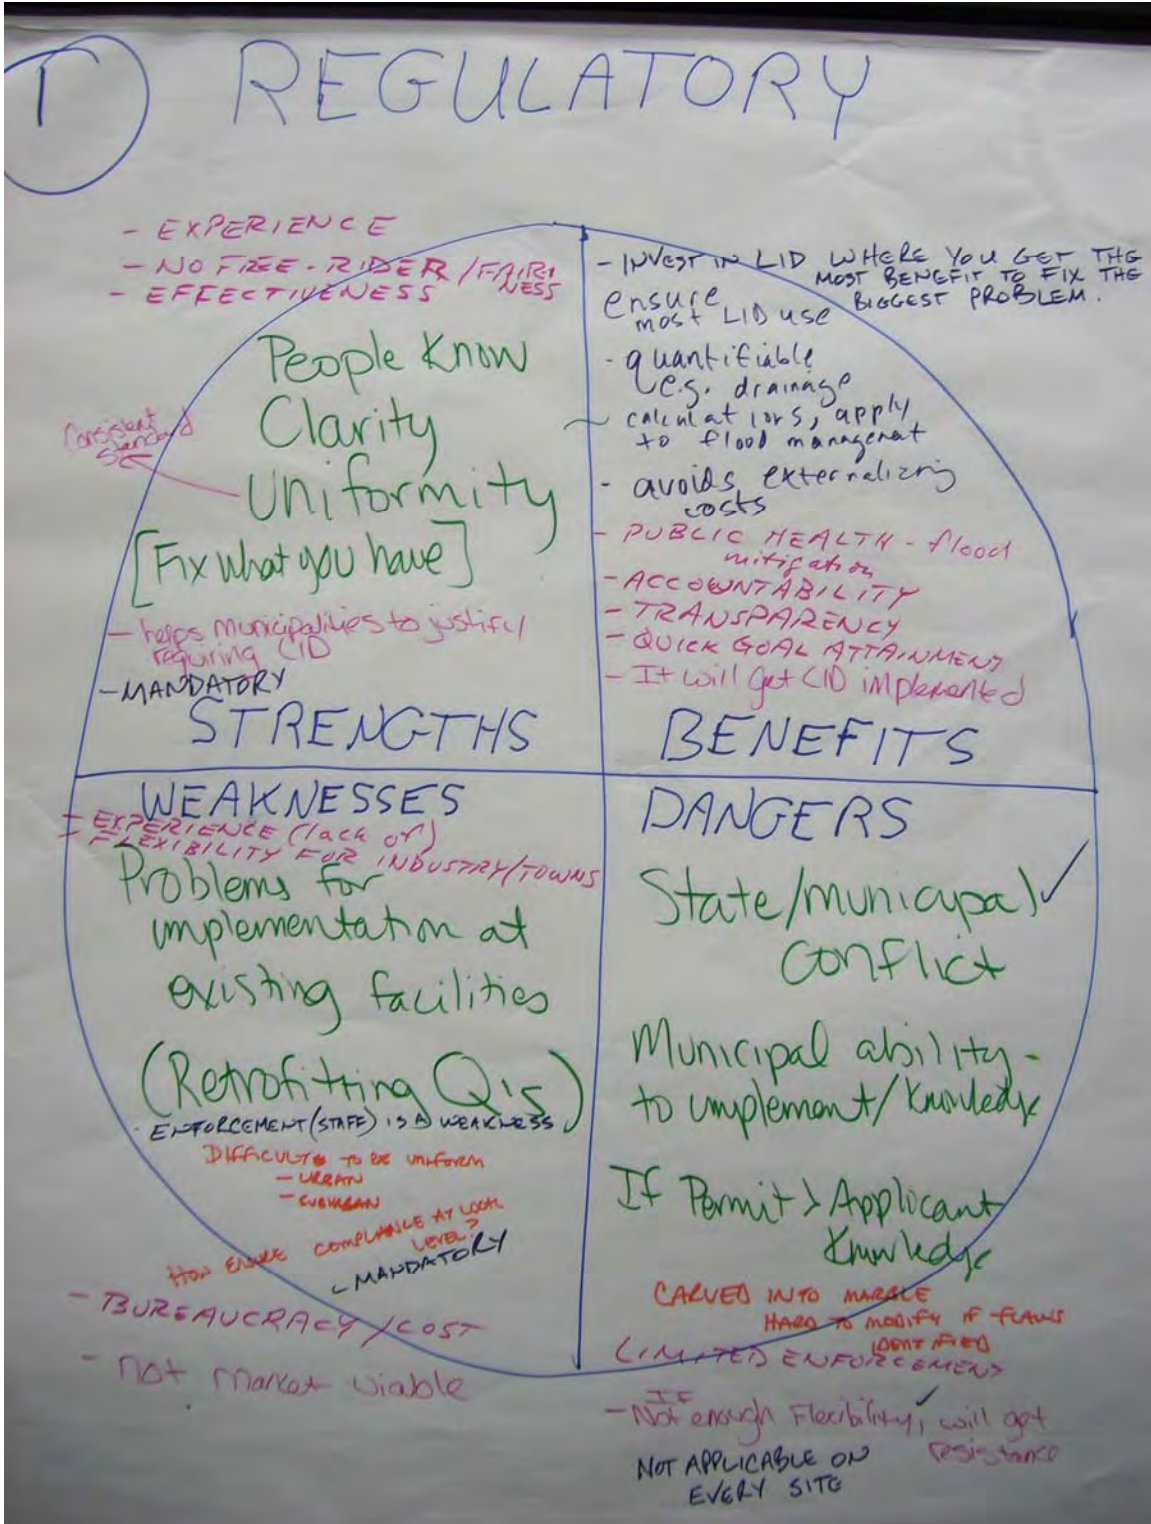 1
REGULATORY
- EXPERIENCE
- NO FREE-RIDER/FAIRNESS
- EFFECTIVENESS
People Know
Clarity
Consistent
Standard
Uniformity
[Fix what you have]
- helps municipalities to justify
requiring LID
- MANDATORY
STRENGTHS
- INVEST IN LID WHERE YOU GET THE
MOST BENEFIT TO FIX THE
BIGGEST PROBLEM.
ensure
most LID use
- quantifiable
e.g. drainage
calculations, apply
to flood management
- avoids externalizing
costs
- PUBLIC HEALTH - flood
mitigation
- ACCOUNTABILITY
- TRANSPARENCY
- QUICK GOAL ATTAINMENT
- It will get LID implemented
BENEFITS
WEAKNESSES
- EXPERIENCE (lack of)
- FLEXIBILITY FOR INDUSTRY/TOWNS
Problems for
implementation at
existing facilities
(Retrofitting Q's)
- ENFORCEMENT (STAFF) IS A WEAKNESS
DIFFICULT TO BE UNIFORM
- URBAN
- SUBURBAN
HOW ENSURE COMPLIANCE AT LOCAL
LEVEL?
- MANDATORY
- BUREAUCRACY/COST
- not market viable
DANGERS
State/municipal ✓
conflict
Municipal ability -
to implement/knowledge
If Permit > Applicant
Knowledge
CARVED INTO MARBLE
HARD TO MODIFY IF FLAWS
IDENTIFIED
LIMITED ENFORCEMENT
IF
- Not enough Flexibility, ✓ will get
resistance
NOT APPLICABLE ON
EVERY SITE